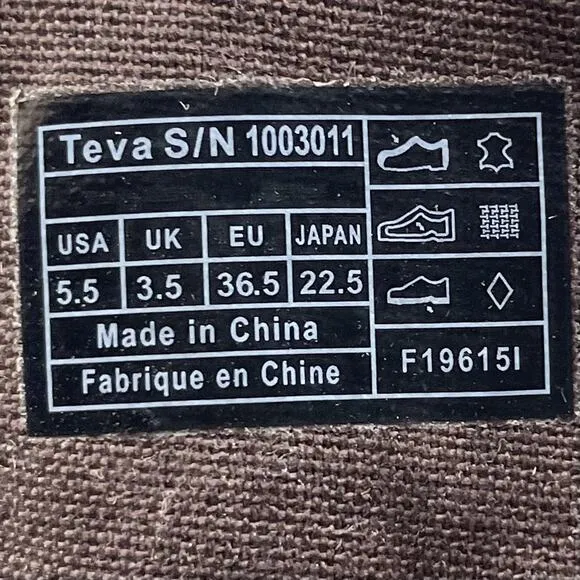 Teva S/N 1003011
USA UK EU JAPAN
5.5 3.5 36.5 22.5
Made in China
Fabrique en Chine
F19615I